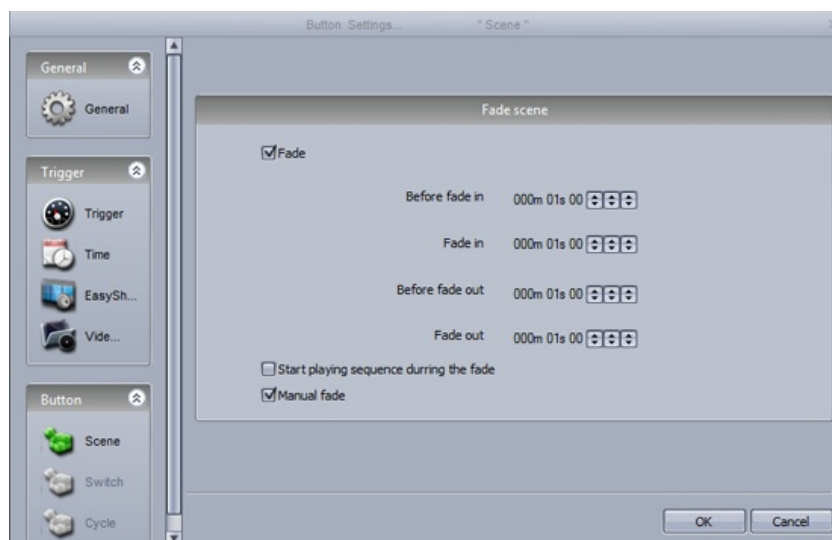 Button Settings... " Scene "
General
General
Trigger
Trigger
Time
EasySh...
Vide...
Button
Scene
Switch
Cycle
Fade scene
Fade
Before fade in 000m 01s 00
Fade in 000m 01s 00
Before fade out 000m 01s 00
Fade out 000m 01s 00
Start playing sequence durring the fade
Manual fade
OK Cancel